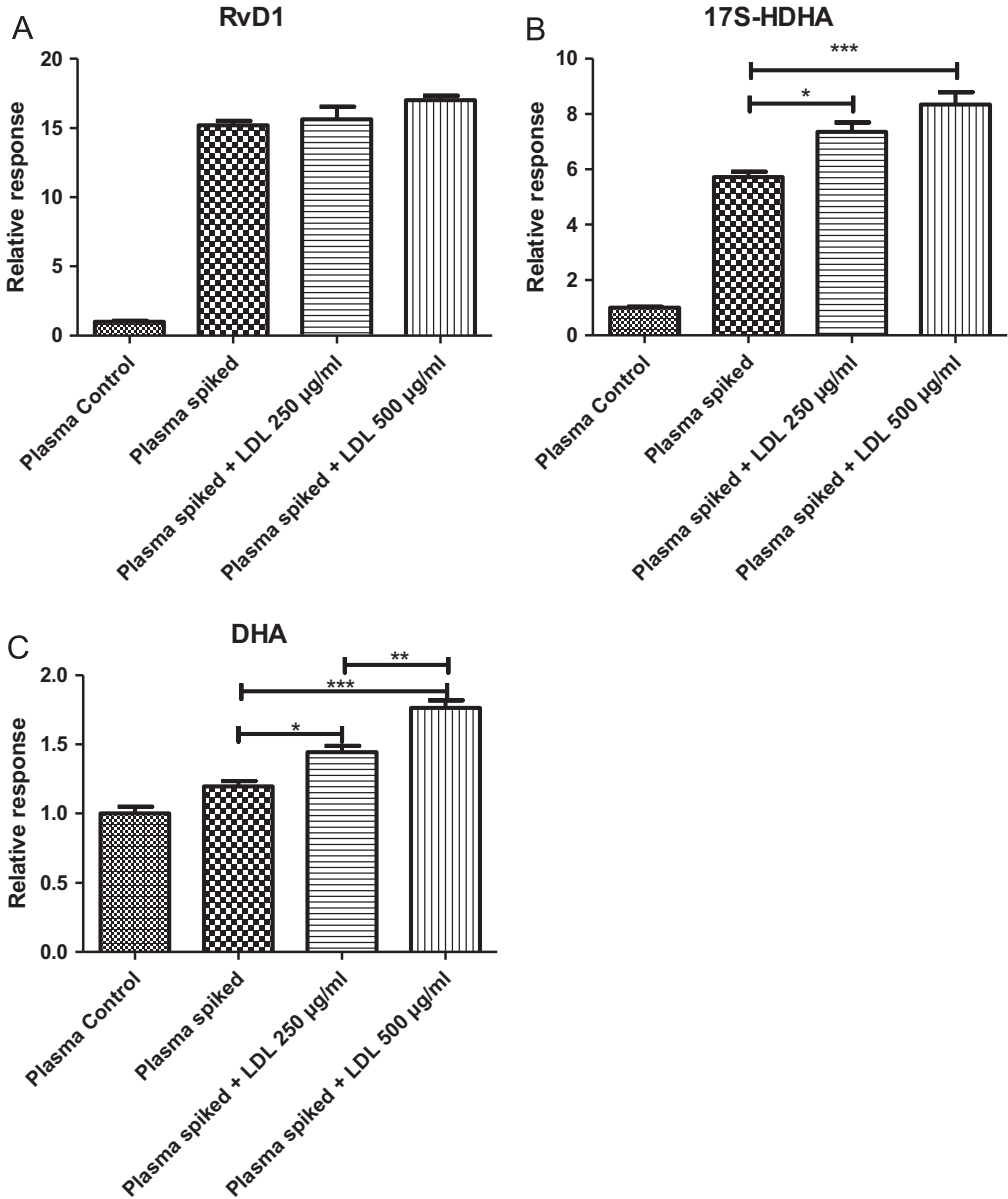 A
RvD1
Relative response
20
15
10
5
0
Plasma Control
Plasma spiked
Plasma spiked + LDL 250 µg/ml
Plasma spiked + LDL 500 µg/ml
B
17S-HDHA
***
*
Relative response
10
8
6
4
2
0
Plasma Control
Plasma spiked
Plasma spiked + LDL 250 µg/ml
Plasma spiked + LDL 500 µg/ml
C
DHA
**
***
*
Relative response
2.0
1.5
1.0
0.5
0.0
Plasma Control
Plasma spiked
Plasma spiked + LDL 250 µg/ml
Plasma spiked + LDL 500 µg/ml